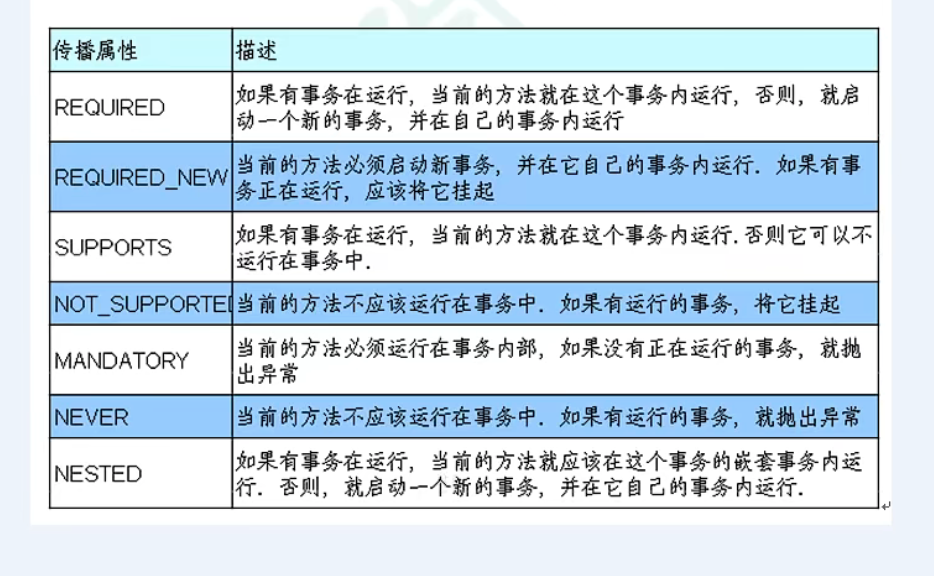 传播属性 描述
REQUIRED 如果有事务在运行，当前的方法就在这个事务内运行，否则，就启
动一个新的事务，并在自己的事务内运行
REQUIRED_NEW 当前的方法必须启动新事务，并在它自己的事务内运行. 如果有事
务正在运行，应该将它挂起
SUPPORTS 如果有事务在运行，当前的方法就在这个事务内运行. 否则它可以不
运行在事务中.
NOT_SUPPORTED 当前的方法不应该运行在事务中. 如果有运行的事务，将它挂起
MANDATORY 当前的方法必须运行在事务内部，如果没有正在运行的事务，就抛
出异常
NEVER 当前的方法不应该运行在事务中. 如果有运行的事务，就抛出异常
NESTED 如果有事务在运行，当前的方法就应该在这个事务的嵌套事务内运
行. 否则，就启动一个新的事务，并在它自己的事务内运行.